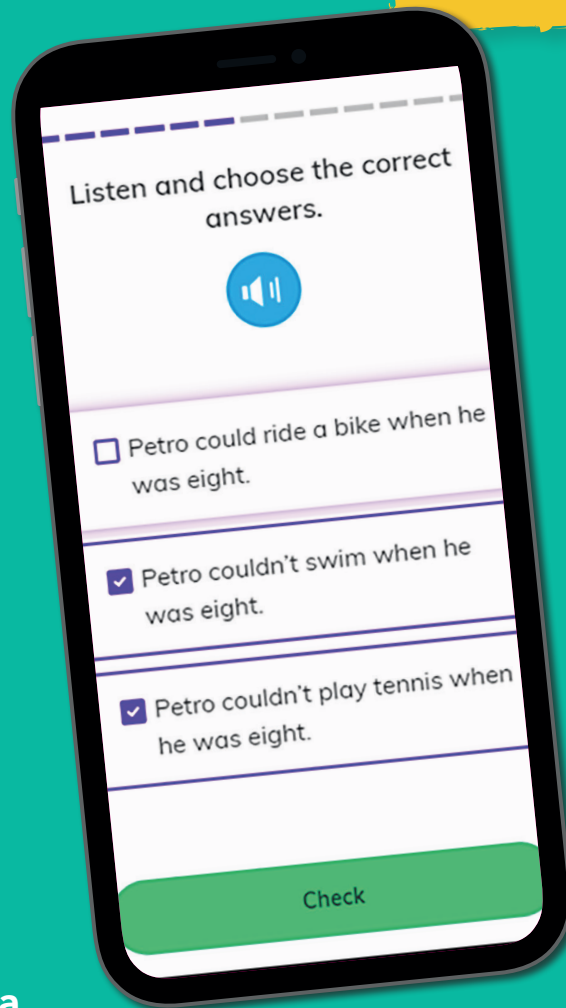 Listen and choose the correct
answers.
Petro could ride a bike when he
was eight.
Petro couldn't swim when he
was eight.
Petro couldn't play tennis when
he was eight.
Check
a